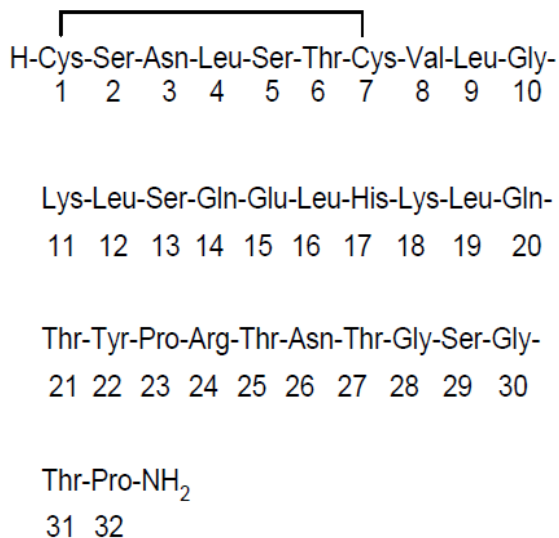 H-Cys-Ser-Asn-Leu-Ser-Thr-Cys-Val-Leu-Gly-
1 2 3 4 5 6 7 8 9 10
Lys-Leu-Ser-Gln-Glu-Leu-His-Lys-Leu-Gln-
11 12 13 14 15 16 17 18 19 20
Thr-Tyr-Pro-Arg-Thr-Asn-Thr-Gly-Ser-Gly-
21 22 23 24 25 26 27 28 29 30
Thr-Pro-NH₂
31 32